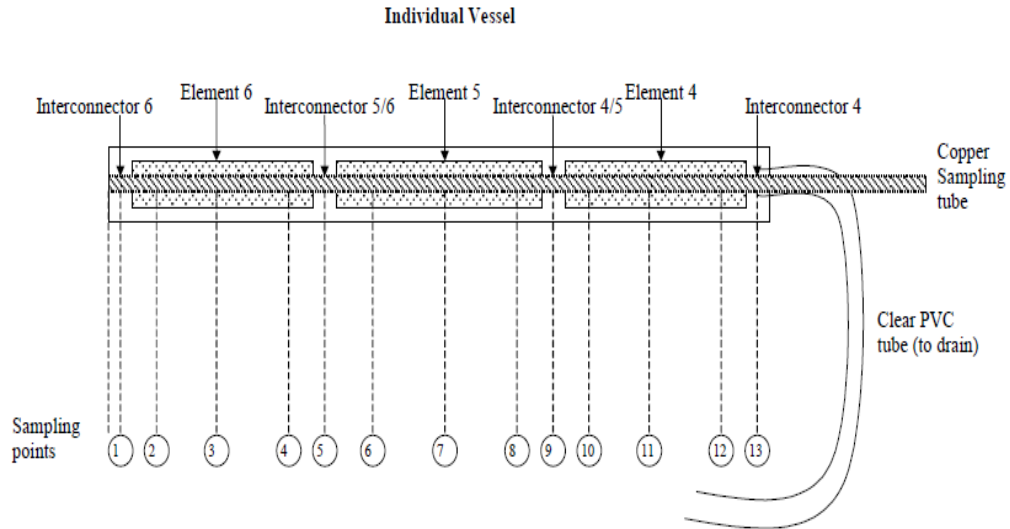 Individual Vessel
Interconnector 6
Element 6
Interconnector 5/6
Element 5
Interconnector 4/5
Element 4
Interconnector 4
Copper
Sampling
tube
Clear PVC
tube (to drain)
Sampling
points
1 2 3 4 5 6 7 8 9 10 11 12 13